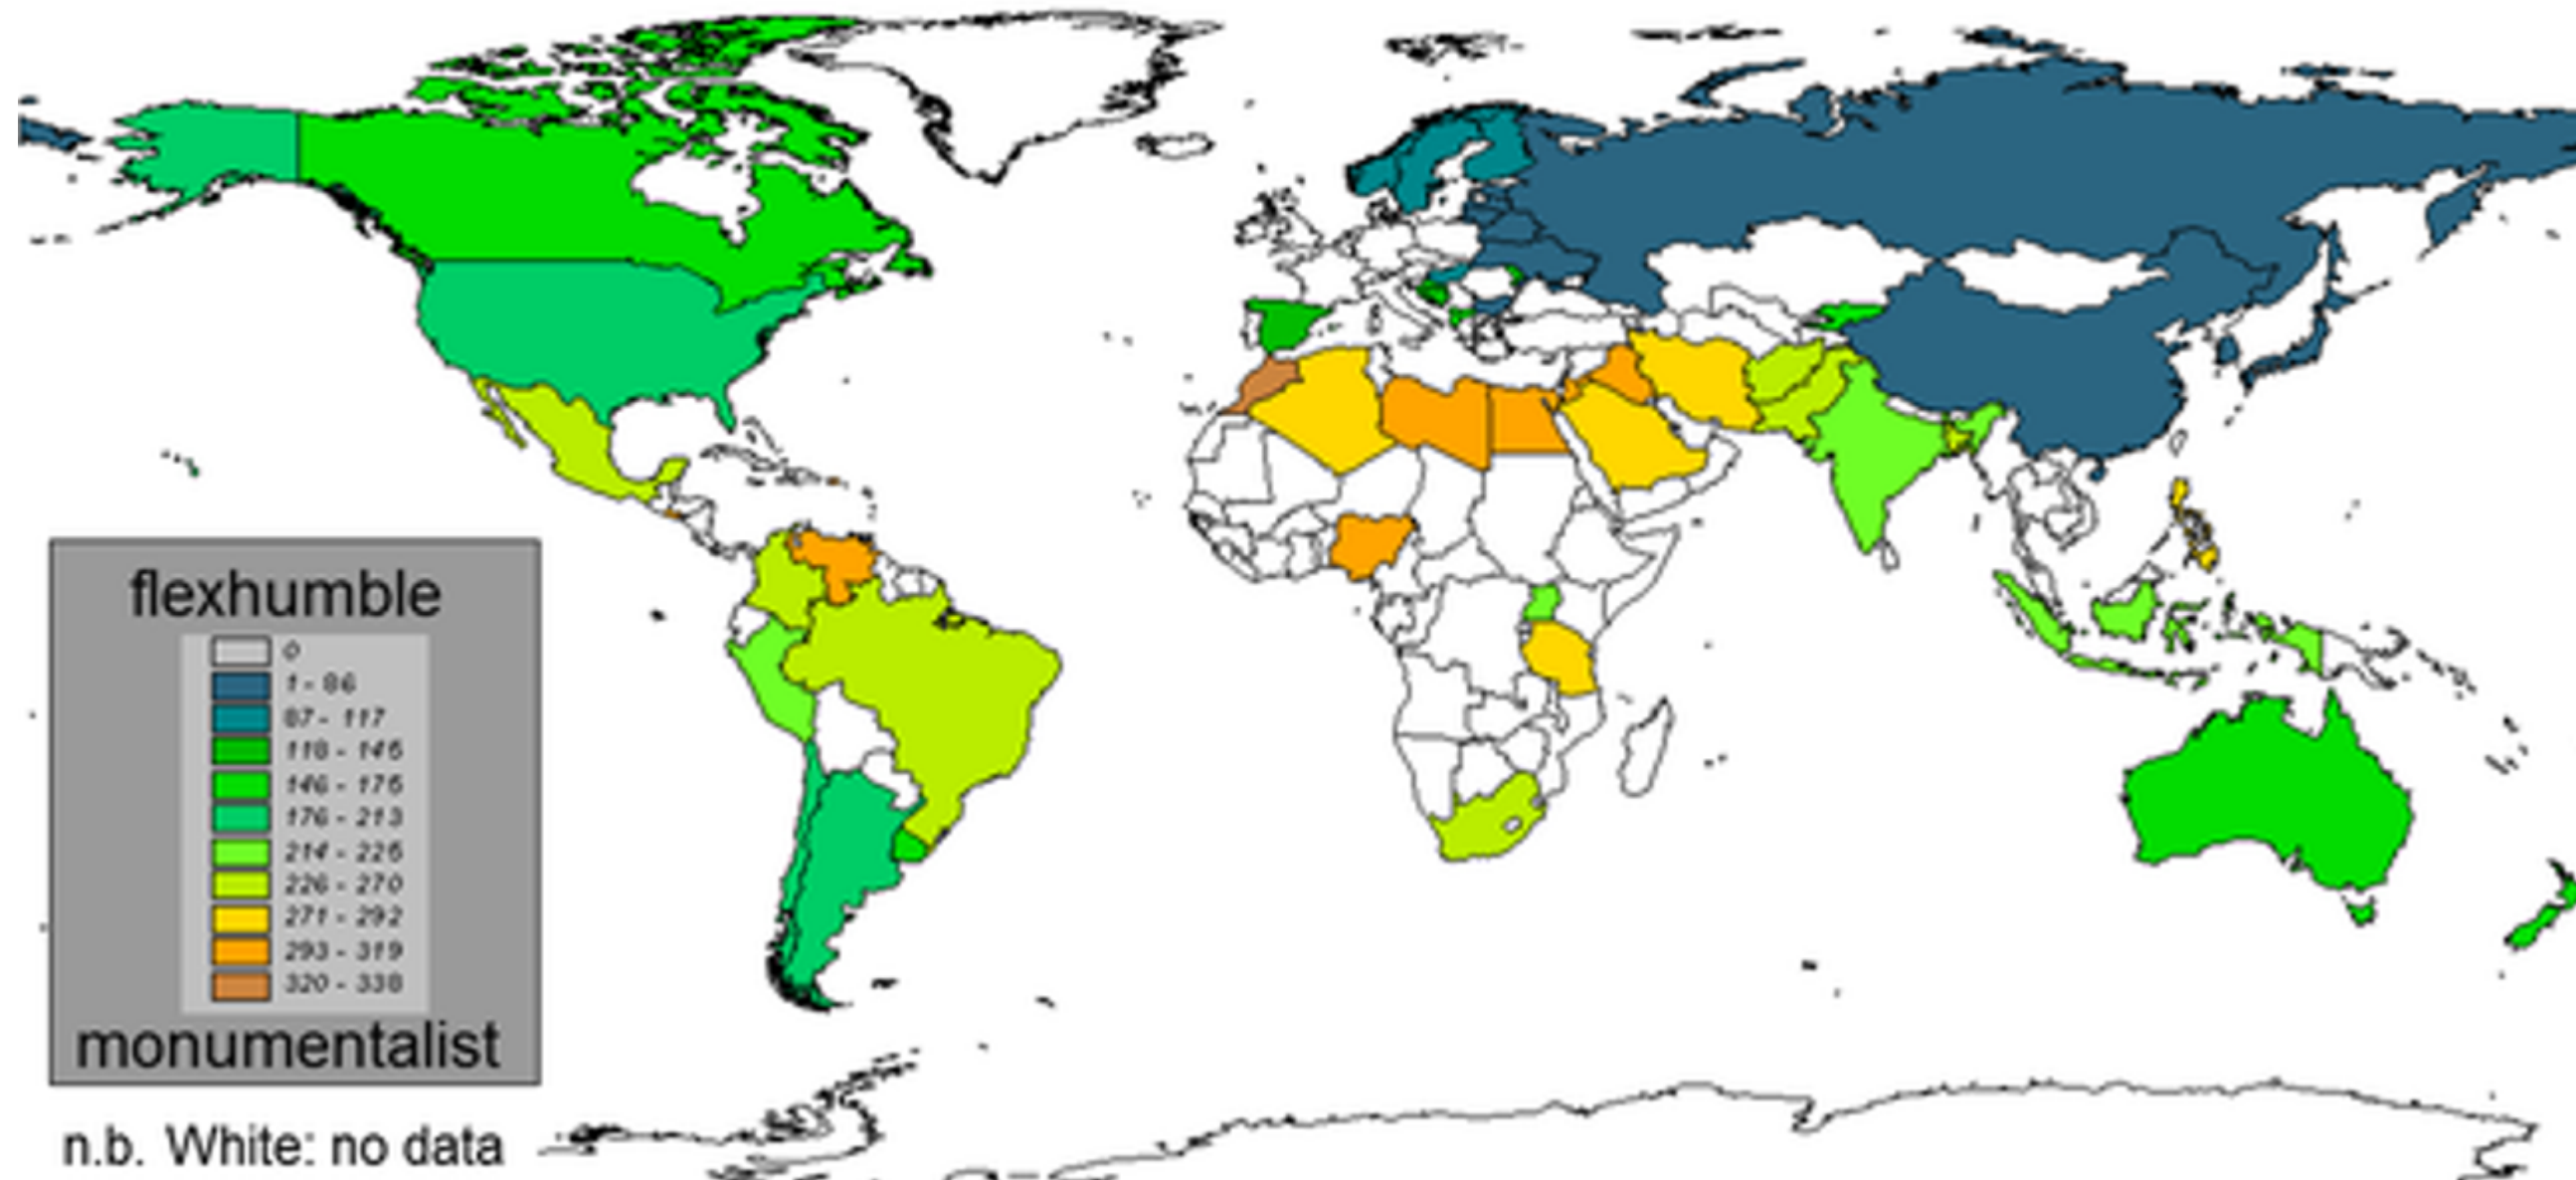 flexhumble
0
1 - 86
87 - 117
118 - 145
146 - 175
176 - 213
214 - 225
226 - 270
271 - 292
293 - 319
320 - 338
monumentalist
n.b. White: no data